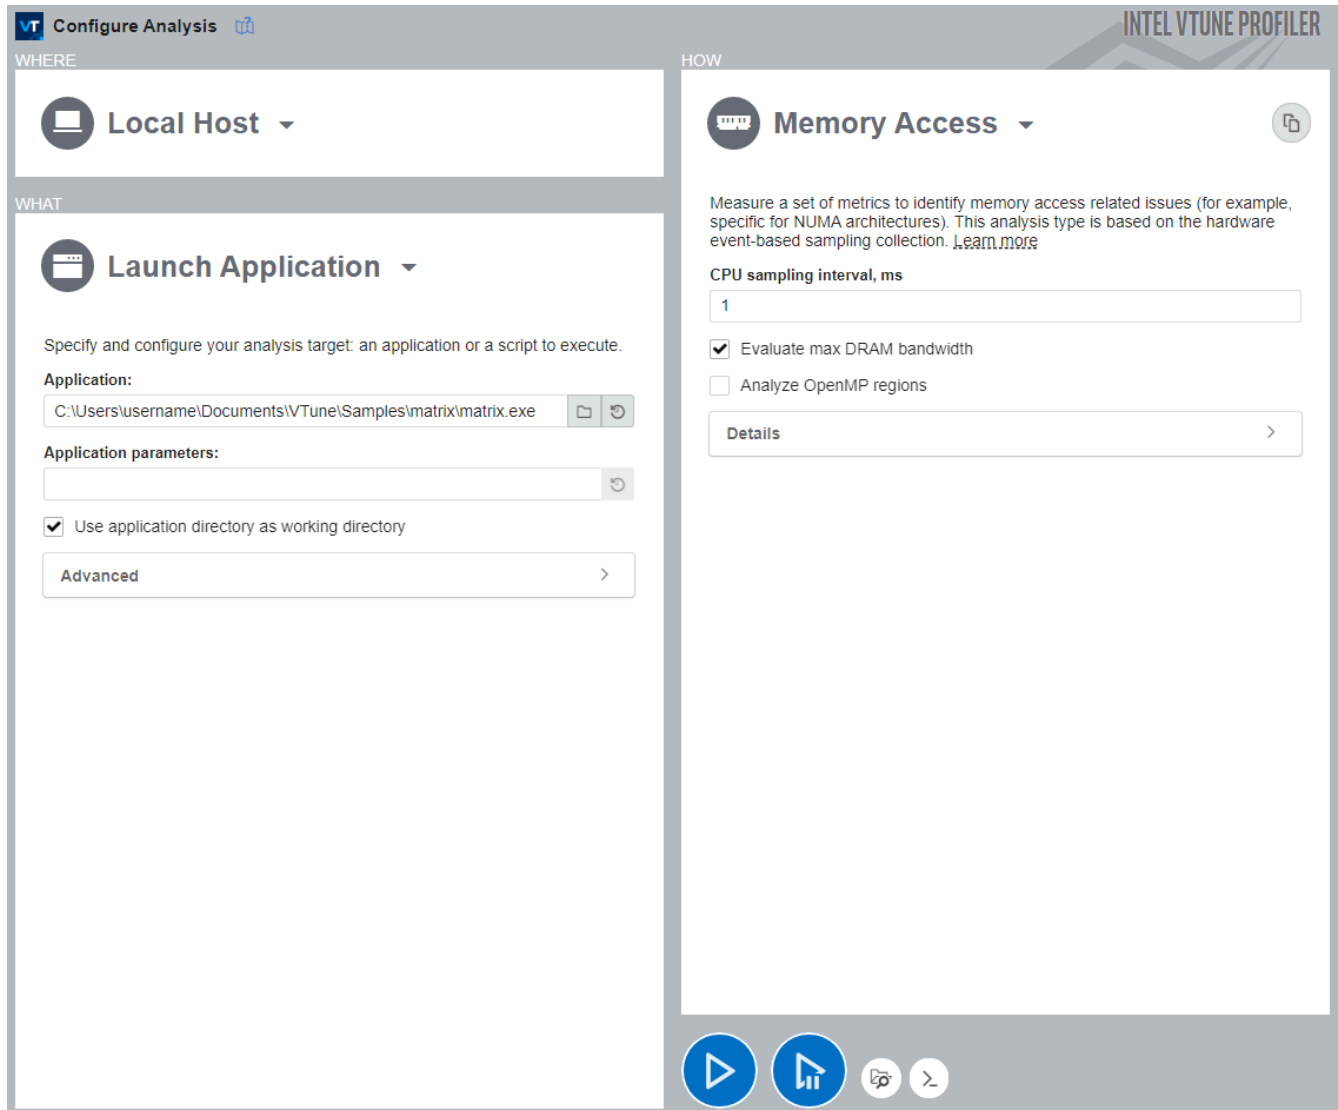 VT Configure Analysis
INTEL VTUNE PROFILER
WHERE
Local Host
WHAT
Launch Application
Specify and configure your analysis target: an application or a script to execute.
Application:
C:\Users\username\Documents\VTune\Samples\matrix\matrix.exe
Application parameters:
Use application directory as working directory
Advanced
HOW
Memory Access
Measure a set of metrics to identify memory access related issues (for example,
specific for NUMA architectures). This analysis type is based on the hardware
event-based sampling collection. Learn more
CPU sampling interval, ms
1
Evaluate max DRAM bandwidth
Analyze OpenMP regions
Details